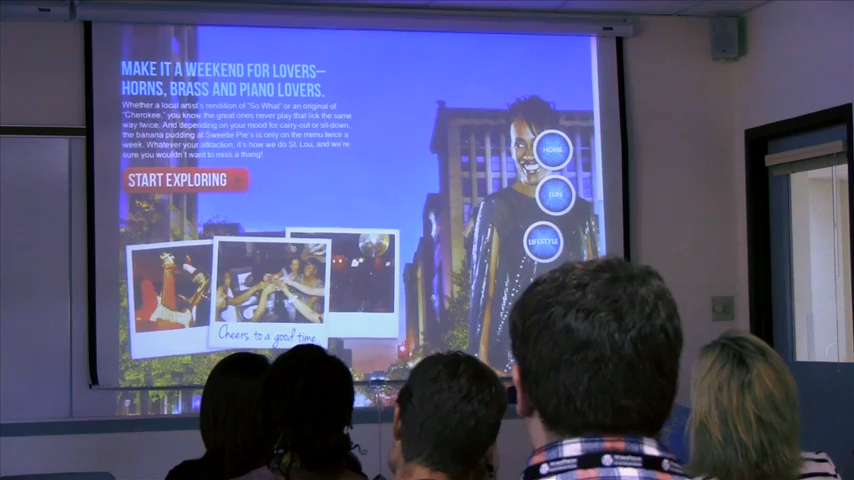 MAKE IT A WEEKEND FOR LOVERS–
HORNS, BRASS AND PIANO LOVERS.
Whether a local artist's rendition of "So What" or an original of
"Cherokee," you know the great ones never play that lick the same
way twice. And depending on your mood for carry-out or sit-down,
the banana pudding at Sweetie Pie's is only on the menu twice a
week. Whatever your attraction, it's how we do St. Lou, and we're
sure you wouldn't want to miss a thang!
START EXPLORING
HOME
FUN
LIFESTYLE
Cheers to a good time